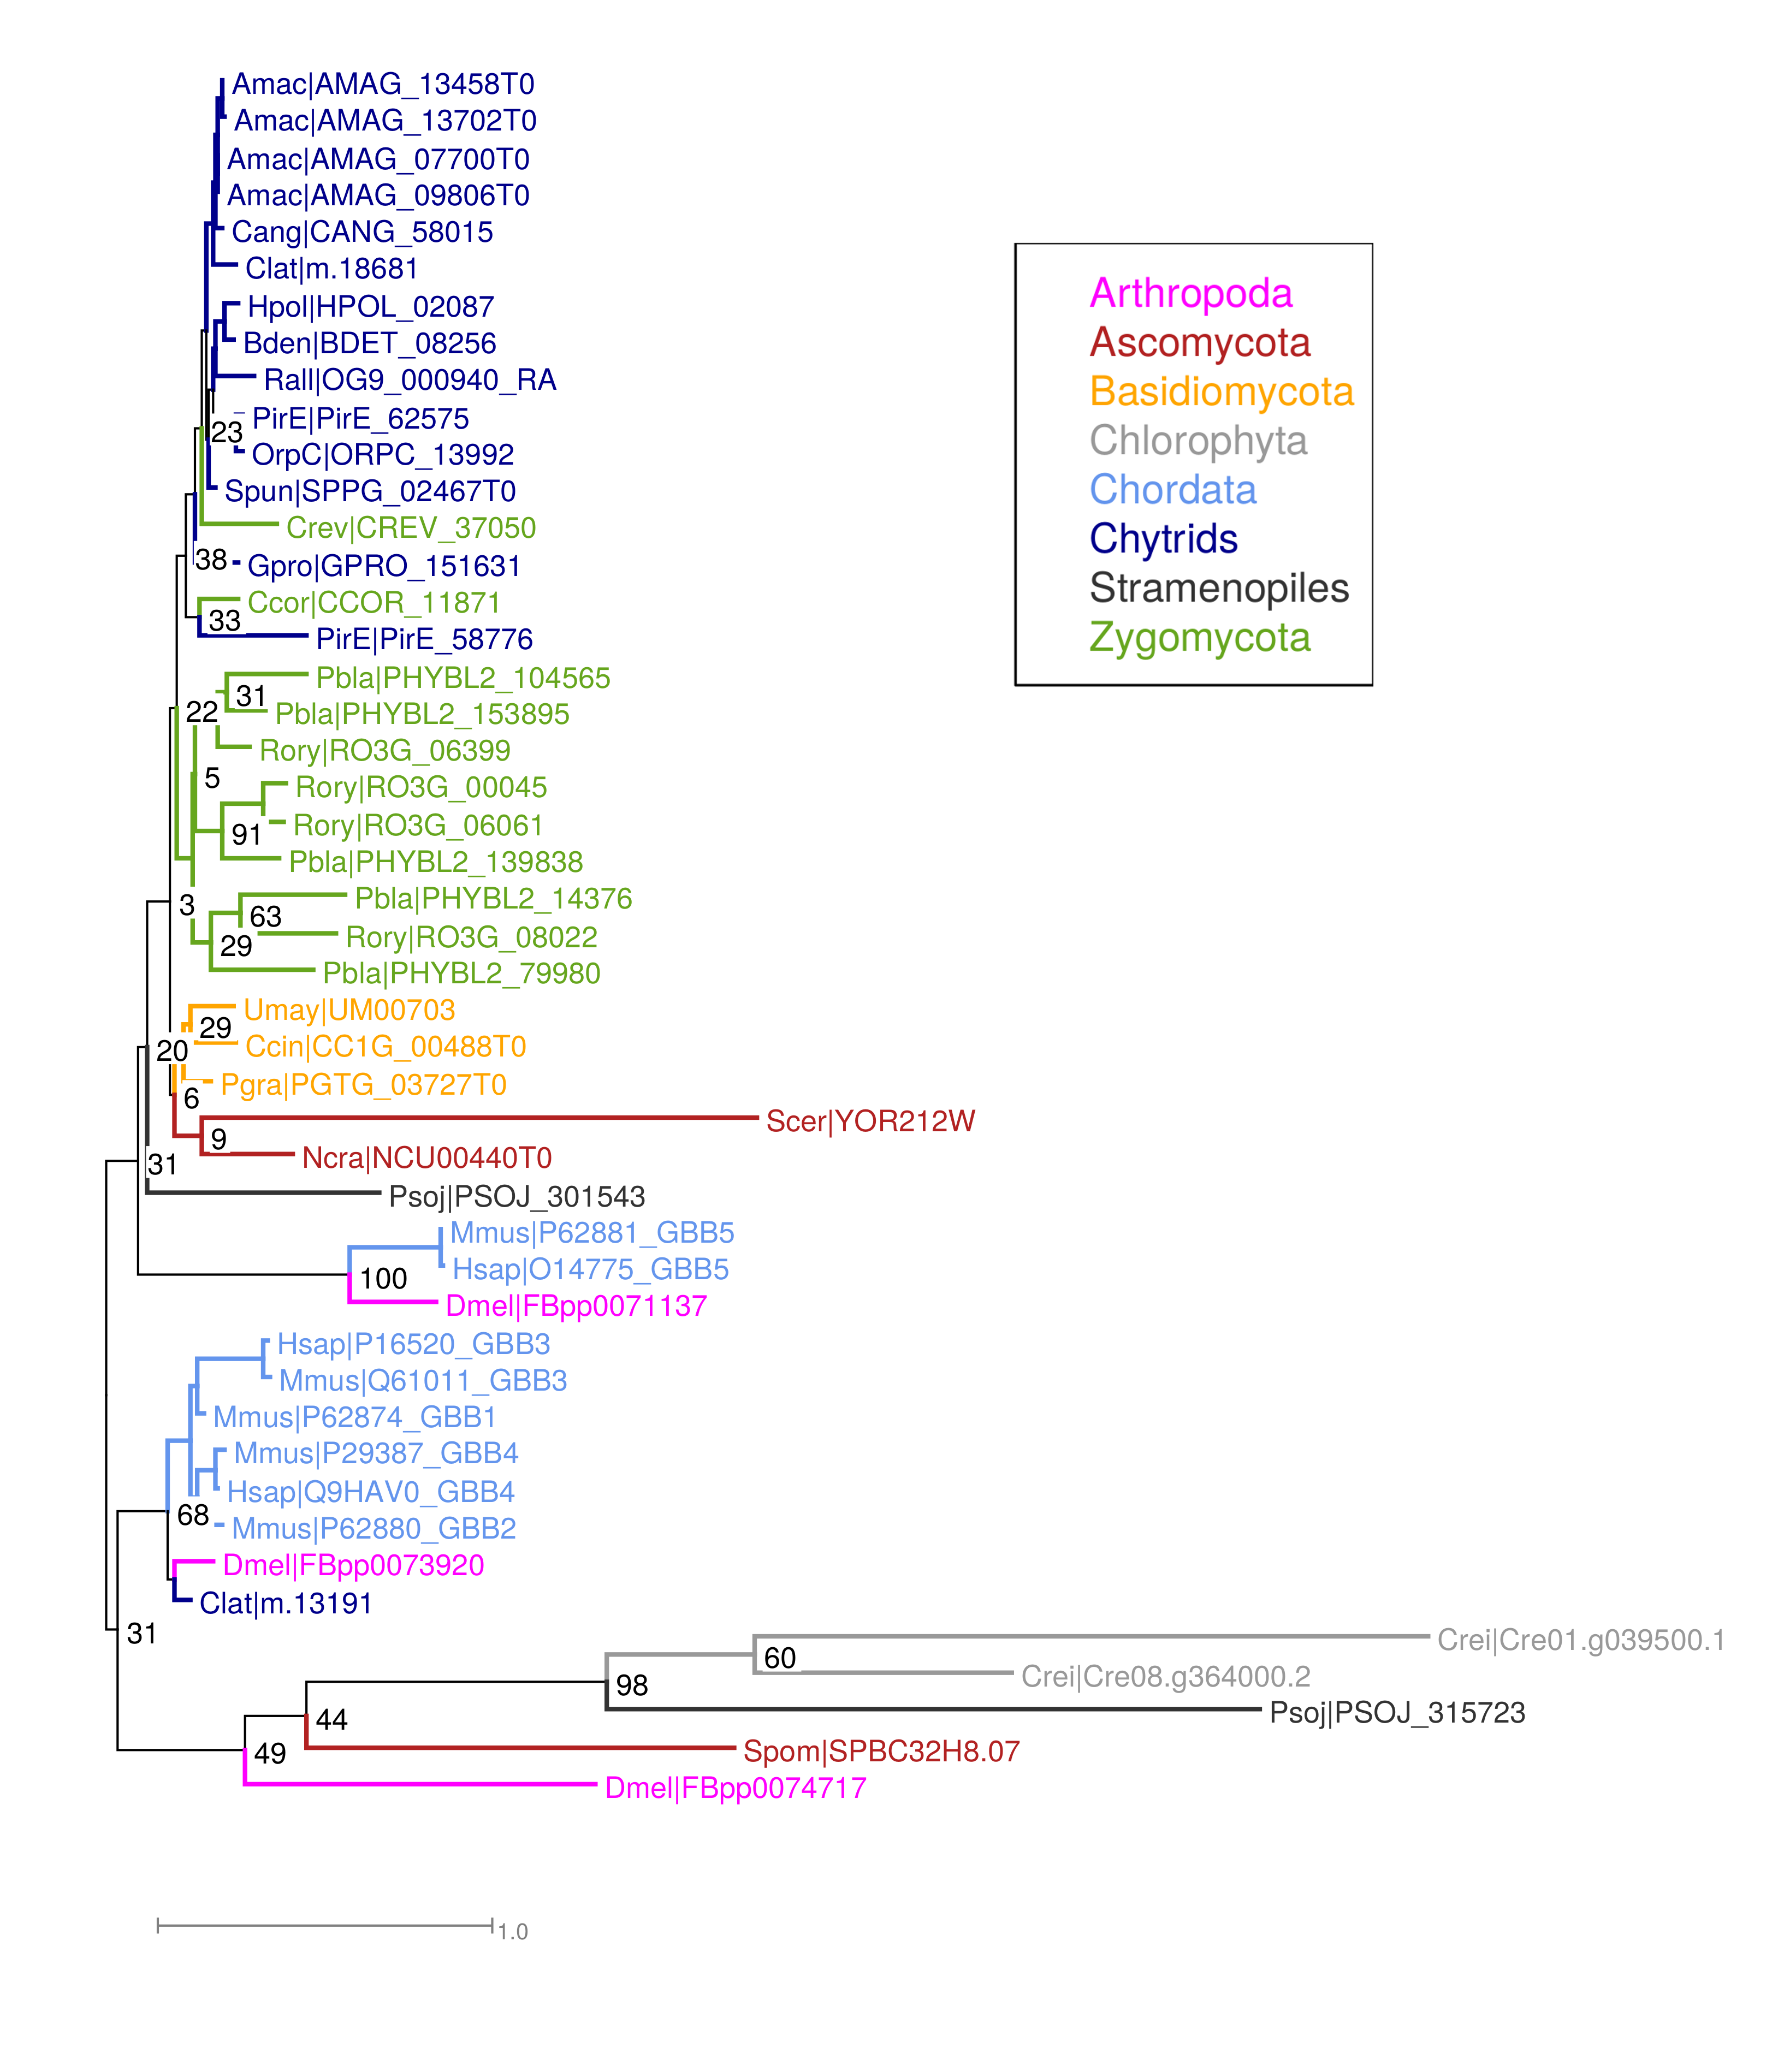 Amac|AMAG_13458T0
Amac|AMAG_13702T0
Amac|AMAG_07700T0
Amac|AMAG_09806T0
Cang|CANG_58015
Clat|m.18681
Hpol|HPOL_02087
Bden|BDET_08256
Rall|OG9_000940_RA
PirE|PirE_62575
23
OrpC|ORPC_13992
Spun|SPPG_02467T0
Crev|CREV_37050
38
Gpro|GPRO_151631
Ccor|CCOR_11871
33
PirE|PirE_58776
Pbla|PHYBL2_104565
31
22
Pbla|PHYBL2_153895
Rory|RO3G_06399
5
Rory|RO3G_00045
Rory|RO3G_06061
91
Pbla|PHYBL2_139838
Pbla|PHYBL2_14376
3
63
Rory|RO3G_08022
29
Pbla|PHYBL2_79980
Umay|UM00703
29
Ccin|CC1G_00488T0
20
Pgra|PGTG_03727T0
6
Scer|YOR212W
9
Ncra|NCU00440T0
31
Psoj|PSOJ_301543
Mmus|P62881_GBB5
Hsap|O14775_GBB5
100
Dmel|FBpp0071137
Hsap|P16520_GBB3
Mmus|Q61011_GBB3
Mmus|P62874_GBB1
Mmus|P29387_GBB4
Hsap|Q9HAV0_GBB4
68
Mmus|P62880_GBB2
Dmel|FBpp0073920
Clat|m.13191
31
Crei|Cre01.g039500.1
60
Crei|Cre08.g364000.2
98
Psoj|PSOJ_315723
44
Spom|SPBC32H8.07
49
Dmel|FBpp0074717
1.0
Arthropoda
Ascomycota
Basidiomycota
Chlorophyta
Chordata
Chytrids
Stramenopiles
Zygomycota